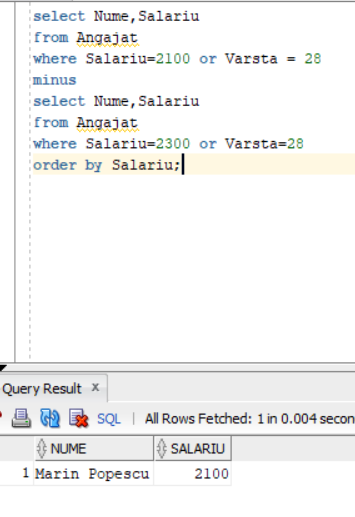 select Nume,Salariu
from Angajat
where Salariu=2100 or Varsta = 28
minus
select Nume,Salariu
from Angajat
where Salariu=2300 or Varsta=28
order by Salariu;
Query Result x
SQL | All Rows Fetched: 1 in 0.004 secon
NUME SALARIU
1 Marin Popescu 2100